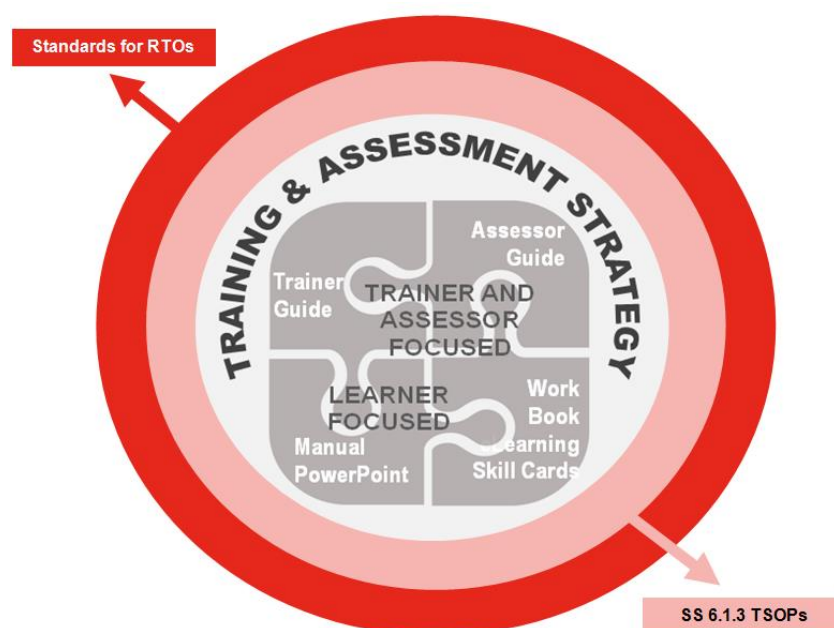 Standards for RTOs
TRAINING & ASSESSMENT STRATEGY
Assessor
Guide
Trainer
Guide
TRAINER AND
ASSESSOR
FOCUSED
LEARNER
FOCUSED
Manual
PowerPoint
Work
Book
eLearning
Skill Cards
SS 6.1.3 TSOPs